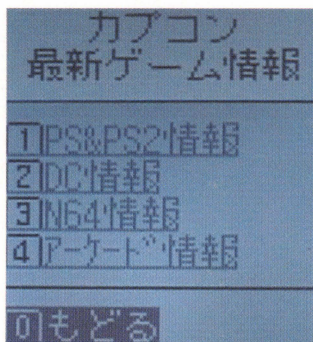 カプコン
最新ゲーム情報
1 PS&PS2情報
2 DC情報
3 N64情報
4 アーケード情報
0 もどる